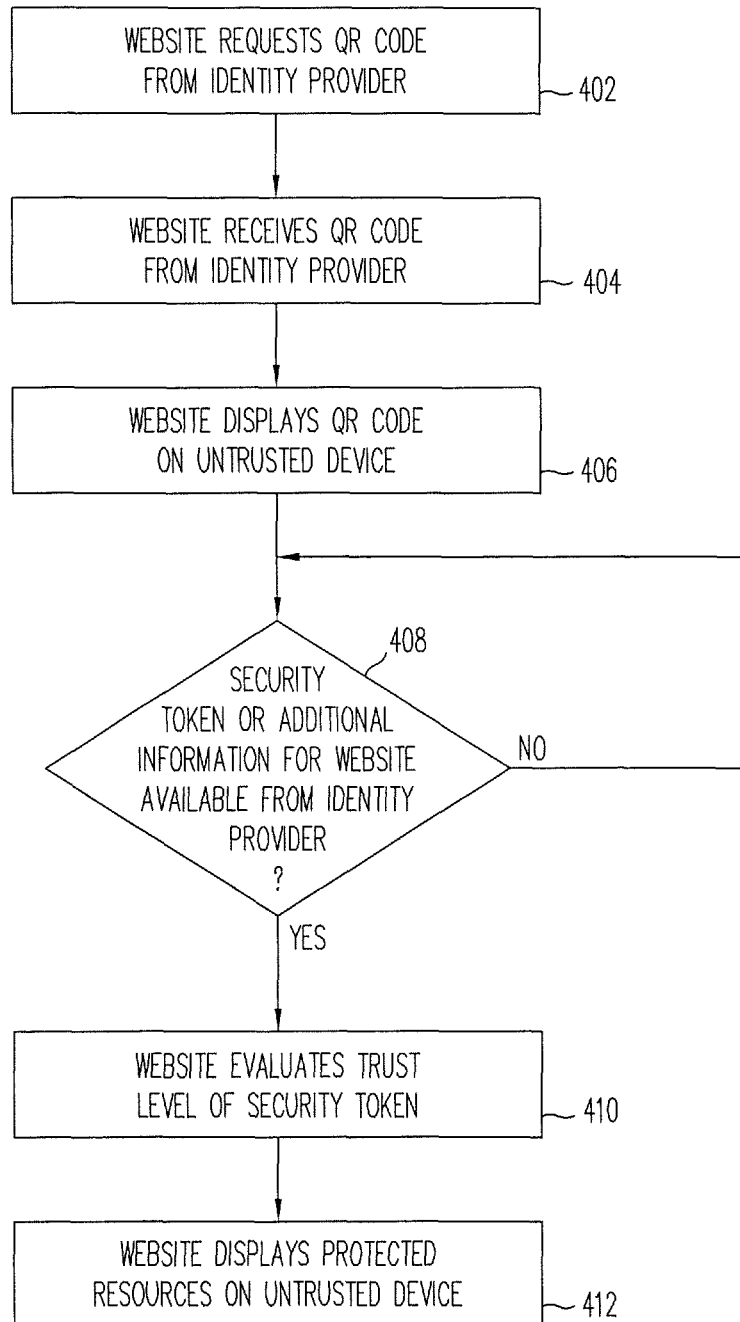 WEBSITE REQUESTS QR CODE
FROM IDENTITY PROVIDER
402
WEBSITE RECEIVES QR CODE
FROM IDENTITY PROVIDER
404
WEBSITE DISPLAYS QR CODE
ON UNTRUSTED DEVICE
406
408
SECURITY
TOKEN OR ADDITIONAL
INFORMATION FOR WEBSITE
AVAILABLE FROM IDENTITY
PROVIDER
?
NO
YES
WEBSITE EVALUATES TRUST
LEVEL OF SECURITY TOKEN
410
WEBSITE DISPLAYS PROTECTED
RESOURCES ON UNTRUSTED DEVICE
412